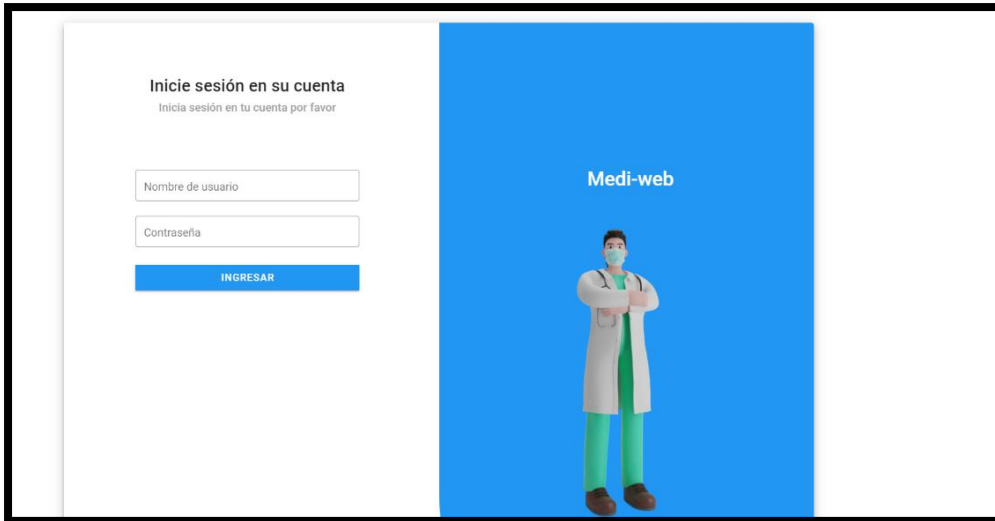 Inicie sesión en su cuenta
Inicia sesión en tu cuenta por favor
Nombre de usuario
Contraseña
INGRESAR
Medi-web